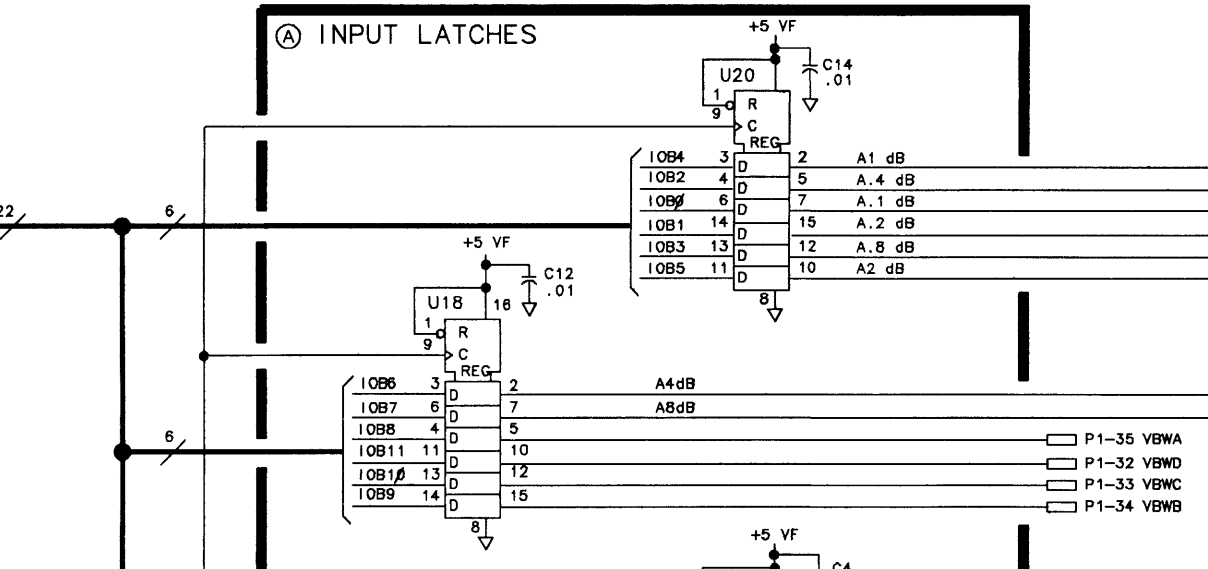 Ⓐ INPUT LATCHES
+5 VF
C14
.01
U20
1
R
9
C
REG
IOB4 3 D 2 A1 dB
IOB2 4 D 5 A.4 dB
IOBØ 6 D 7 A.1 dB
IOB1 14 D 15 A.2 dB
IOB3 13 D 12 A.8 dB
IOB5 11 D 10 A2 dB
8
22
6
+5 VF
C12
.01
U18
16
1
R
9
C
REG
IOB6 3 D 2 A4dB
IOB7 6 D 7 A8dB
IOB8 4 D 5 P1-35 VBWA
IOB11 11 D 10 P1-32 VBWD
IOB1Ø 13 D 12 P1-33 VBWC
IOB9 14 D 15 P1-34 VBWB
8
6
+5 VF
C4